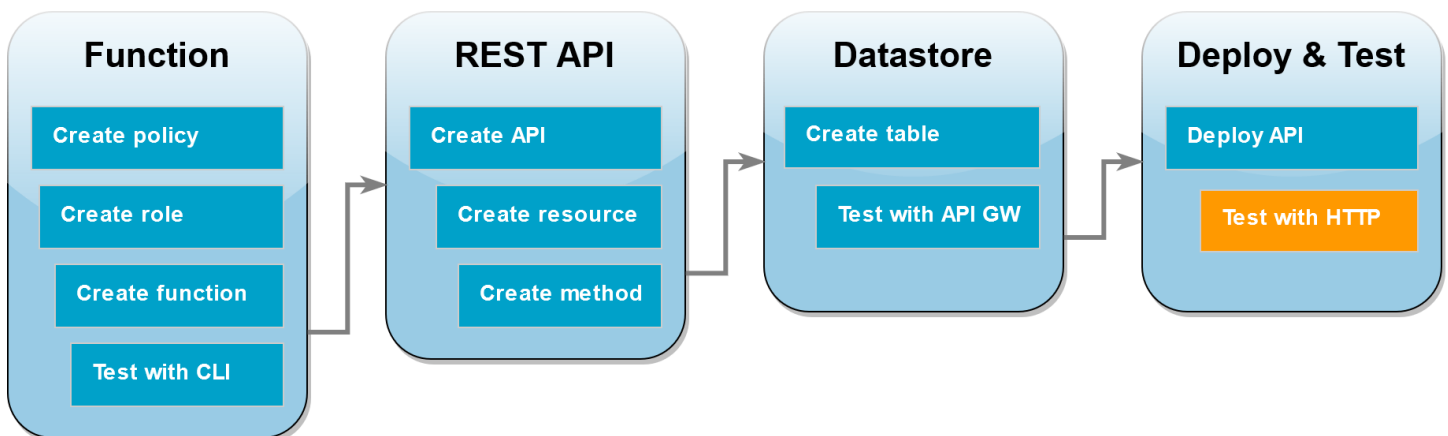 Function
Create policy
Create role
Create function
Test with CLI
REST API
Create API
Create resource
Create method
Datastore
Create table
Test with API GW
Deploy & Test
Deploy API
Test with HTTP